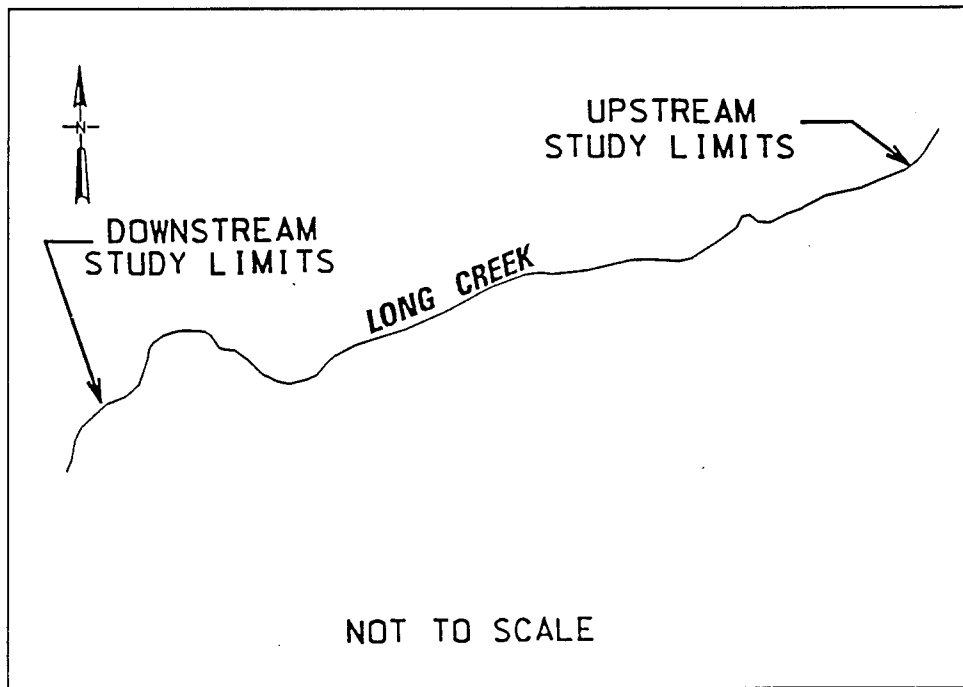 N
UPSTREAM
STUDY LIMITS
DOWNSTREAM
STUDY LIMITS
LONG CREEK
NOT TO SCALE